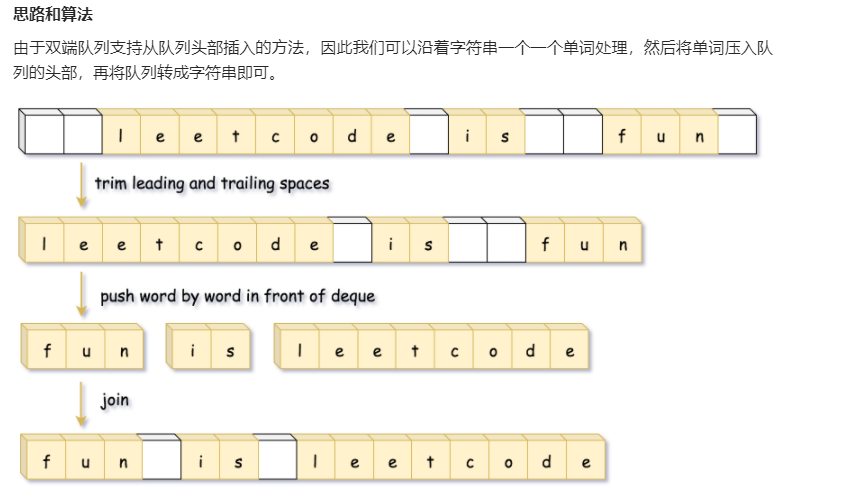 思路和算法
由于双端队列支持从队列头部插入的方法，因此我们可以沿着字符串一个一个单词处理，然后将单词压入队
列的头部，再将队列转成字符串即可。
l e e t c o d e i s f u n
trim leading and trailing spaces
l e e t c o d e i s f u n
push word by word in front of deque
f u n i s l e e t c o d e
join
f u n i s l e e t c o d e